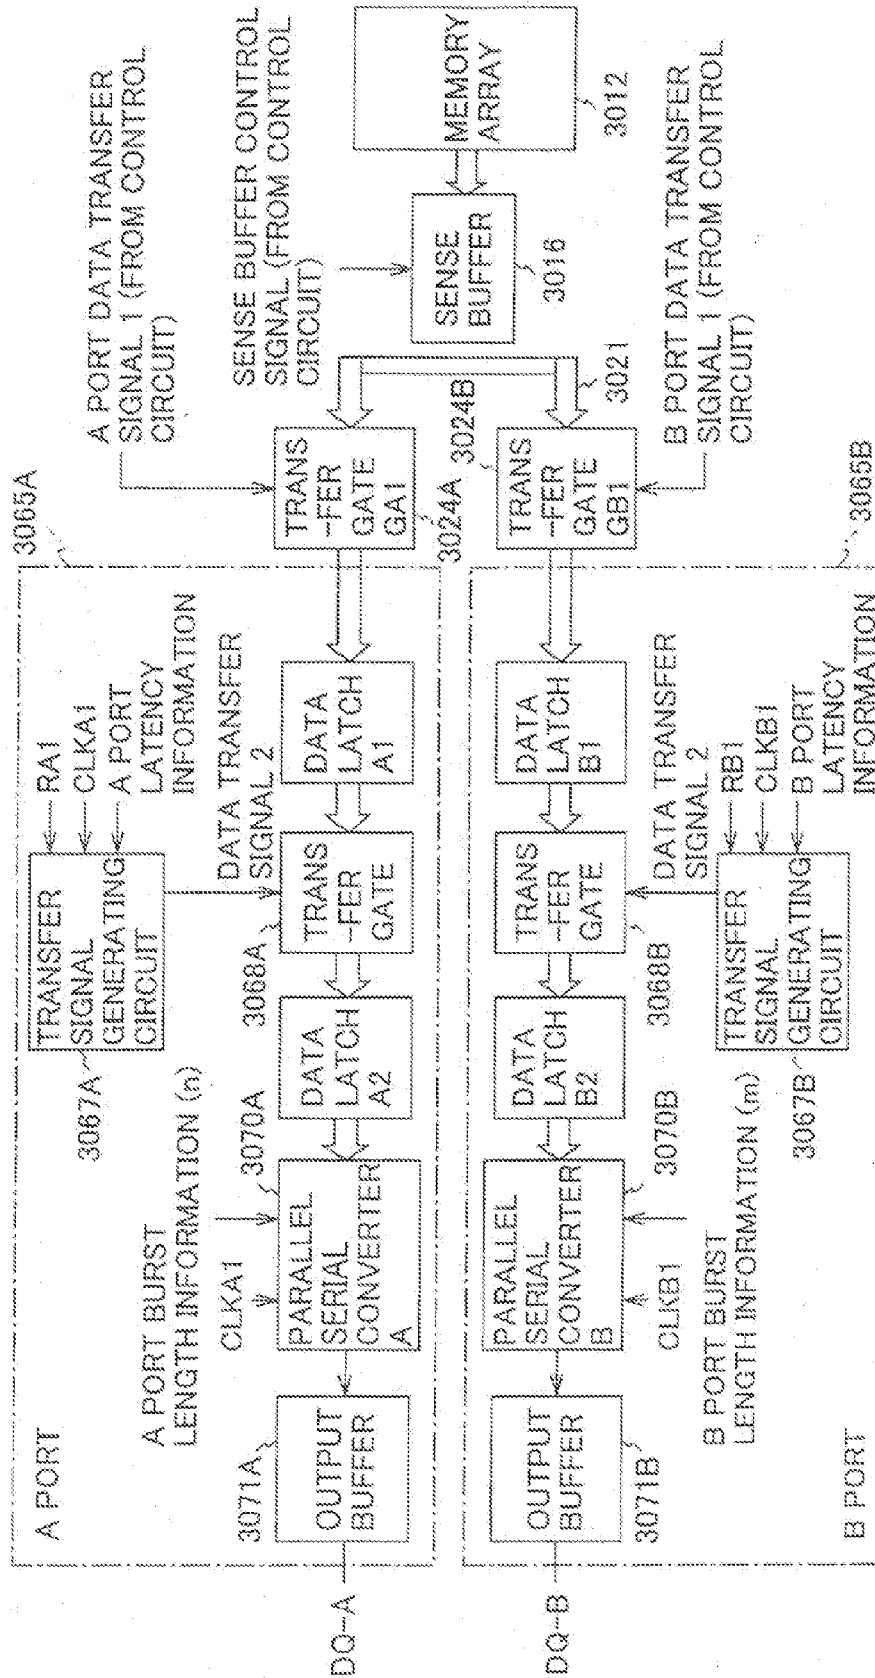 A PORT
A PORT BURST
LENGTH INFORMATION (n)
CLKA1
3067A
TRANSFER
SIGNAL
GENERATING
CIRCUIT
RA1
CLKA1
A PORT
LATENCY
INFORMATION
3065A
A PORT DATA TRANSFER
SIGNAL 1 (FROM CONTROL
CIRCUIT)
DATA TRANSFER
SIGNAL 2
SENSE BUFFER CONTROL
SIGNAL (FROM CONTROL
CIRCUIT)
3071A
3070A
3068A
DQ-A
OUTPUT
BUFFER
PARALLEL
SERIAL
CONVERTER
A
DATA
LATCH
A2
TRANS
-FER
GATE
DATA
LATCH
A1
TRANS
-FER
GATE
GA1
3024A
3024B
SENSE
BUFFER
3016
MEMORY
ARRAY
3012
DQ-B
OUTPUT
BUFFER
PARALLEL
SERIAL
CONVERTER
B
DATA
LATCH
B2
TRANS
-FER
GATE
DATA
LATCH
B1
TRANS
-FER
GATE
GB1
3021
3071B
3070B
3068B
DATA TRANSFER
SIGNAL 2
CLKB1
B PORT BURST
LENGTH INFORMATION (m)
3067B
TRANSFER
SIGNAL
GENERATING
CIRCUIT
RB1
CLKB1
B PORT
LATENCY
INFORMATION
B PORT DATA TRANSFER
SIGNAL 1 (FROM CONTROL
CIRCUIT)
3065B
B PORT